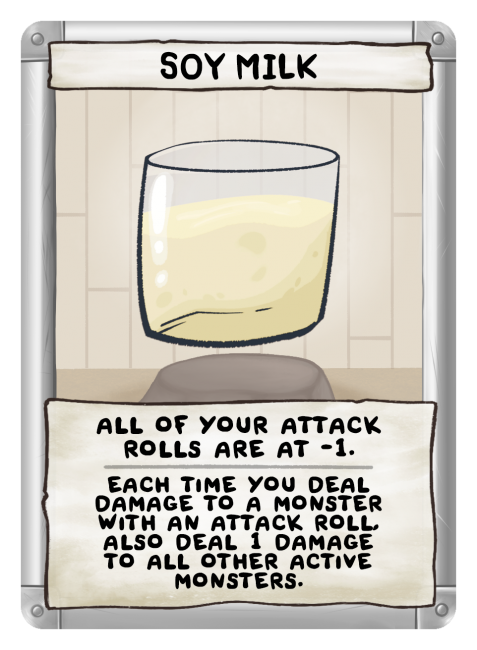 SOY MILK
ALL OF YOUR ATTACK
ROLLS ARE AT -1.
EACH TIME YOU DEAL
DAMAGE TO A MONSTER
WITH AN ATTACK ROLL,
ALSO DEAL 1 DAMAGE
TO ALL OTHER ACTIVE
MONSTERS.